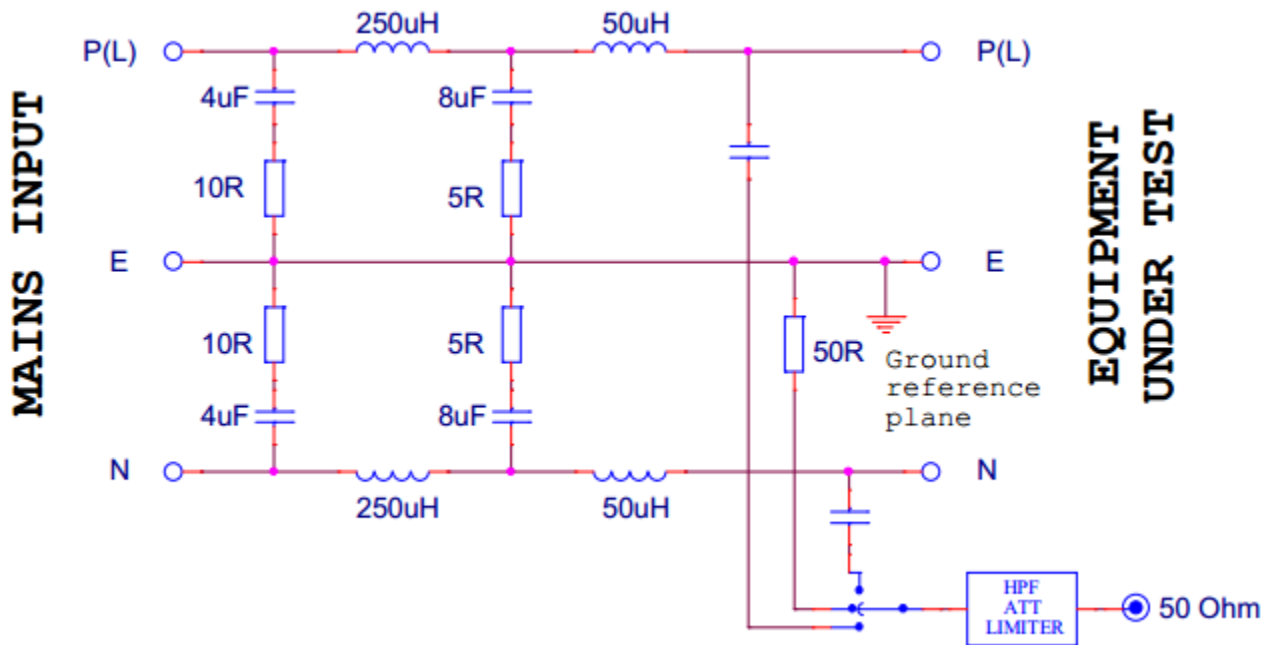 250uH
50uH
P(L)
P(L)
4uF
8uF
10R
5R
MAINS INPUT
EQUIPMENT
UNDER TEST
E
E
10R
5R
50R
Ground
reference
plane
4uF
8uF
N
N
250uH
50uH
HPF
ATT
LIMITER
50 Ohm